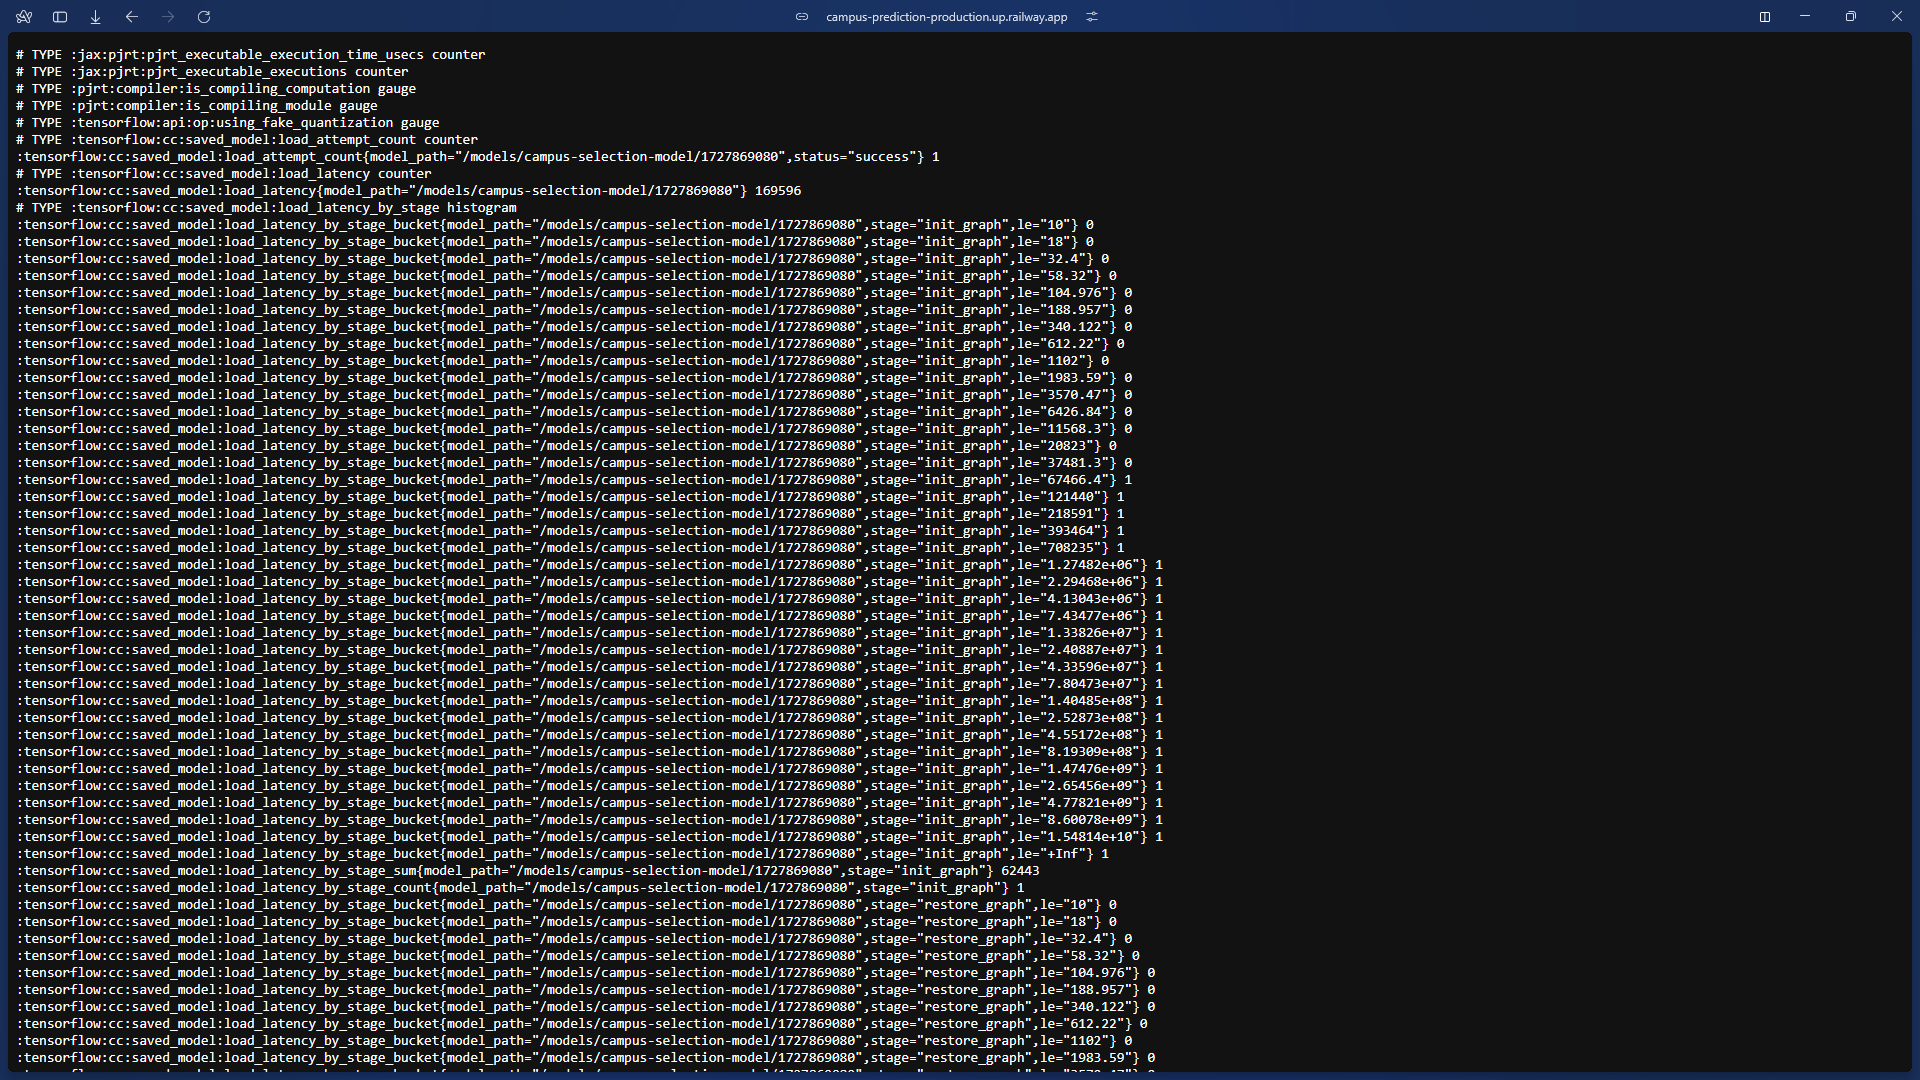 campus-prediction-production.up.railway.app
# TYPE :jax:pjrt:pjrt_executable_execution_time_usecs counter
# TYPE :jax:pjrt:pjrt_executable_executions counter
# TYPE :pjrt:compiler:is_compiling_computation gauge
# TYPE :pjrt:compiler:is_compiling_module gauge
# TYPE :tensorflow:api:op:using_fake_quantization gauge
# TYPE :tensorflow:cc:saved_model:load_attempt_count counter
:tensorflow:cc:saved_model:load_attempt_count{model_path="/models/campus-selection-model/1727869080",status="success"} 1
# TYPE :tensorflow:cc:saved_model:load_latency counter
:tensorflow:cc:saved_model:load_latency{model_path="/models/campus-selection-model/1727869080"} 169596
# TYPE :tensorflow:cc:saved_model:load_latency_by_stage histogram
:tensorflow:cc:saved_model:load_latency_by_stage_bucket{model_path="/models/campus-selection-model/1727869080",stage="init_graph",le="10"} 0
:tensorflow:cc:saved_model:load_latency_by_stage_bucket{model_path="/models/campus-selection-model/1727869080",stage="init_graph",le="18"} 0
:tensorflow:cc:saved_model:load_latency_by_stage_bucket{model_path="/models/campus-selection-model/1727869080",stage="init_graph",le="32.4"} 0
:tensorflow:cc:saved_model:load_latency_by_stage_bucket{model_path="/models/campus-selection-model/1727869080",stage="init_graph",le="58.32"} 0
:tensorflow:cc:saved_model:load_latency_by_stage_bucket{model_path="/models/campus-selection-model/1727869080",stage="init_graph",le="104.976"} 0
:tensorflow:cc:saved_model:load_latency_by_stage_bucket{model_path="/models/campus-selection-model/1727869080",stage="init_graph",le="188.957"} 0
:tensorflow:cc:saved_model:load_latency_by_stage_bucket{model_path="/models/campus-selection-model/1727869080",stage="init_graph",le="340.122"} 0
:tensorflow:cc:saved_model:load_latency_by_stage_bucket{model_path="/models/campus-selection-model/1727869080",stage="init_graph",le="612.22"} 0
:tensorflow:cc:saved_model:load_latency_by_stage_bucket{model_path="/models/campus-selection-model/1727869080",stage="init_graph",le="1102"} 0
:tensorflow:cc:saved_model:load_latency_by_stage_bucket{model_path="/models/campus-selection-model/1727869080",stage="init_graph",le="1983.59"} 0
:tensorflow:cc:saved_model:load_latency_by_stage_bucket{model_path="/models/campus-selection-model/1727869080",stage="init_graph",le="3570.47"} 0
:tensorflow:cc:saved_model:load_latency_by_stage_bucket{model_path="/models/campus-selection-model/1727869080",stage="init_graph",le="6426.84"} 0
:tensorflow:cc:saved_model:load_latency_by_stage_bucket{model_path="/models/campus-selection-model/1727869080",stage="init_graph",le="11568.3"} 0
:tensorflow:cc:saved_model:load_latency_by_stage_bucket{model_path="/models/campus-selection-model/1727869080",stage="init_graph",le="20823"} 0
:tensorflow:cc:saved_model:load_latency_by_stage_bucket{model_path="/models/campus-selection-model/1727869080",stage="init_graph",le="37481.3"} 0
:tensorflow:cc:saved_model:load_latency_by_stage_bucket{model_path="/models/campus-selection-model/1727869080",stage="init_graph",le="67466.4"} 1
:tensorflow:cc:saved_model:load_latency_by_stage_bucket{model_path="/models/campus-selection-model/1727869080",stage="init_graph",le="121440"} 1
:tensorflow:cc:saved_model:load_latency_by_stage_bucket{model_path="/models/campus-selection-model/1727869080",stage="init_graph",le="218591"} 1
:tensorflow:cc:saved_model:load_latency_by_stage_bucket{model_path="/models/campus-selection-model/1727869080",stage="init_graph",le="393464"} 1
:tensorflow:cc:saved_model:load_latency_by_stage_bucket{model_path="/models/campus-selection-model/1727869080",stage="init_graph",le="708235"} 1
:tensorflow:cc:saved_model:load_latency_by_stage_bucket{model_path="/models/campus-selection-model/1727869080",stage="init_graph",le="1.27482e+06"} 1
:tensorflow:cc:saved_model:load_latency_by_stage_bucket{model_path="/models/campus-selection-model/1727869080",stage="init_graph",le="2.29468e+06"} 1
:tensorflow:cc:saved_model:load_latency_by_stage_bucket{model_path="/models/campus-selection-model/1727869080",stage="init_graph",le="4.13043e+06"} 1
:tensorflow:cc:saved_model:load_latency_by_stage_bucket{model_path="/models/campus-selection-model/1727869080",stage="init_graph",le="7.43477e+06"} 1
:tensorflow:cc:saved_model:load_latency_by_stage_bucket{model_path="/models/campus-selection-model/1727869080",stage="init_graph",le="1.33826e+07"} 1
:tensorflow:cc:saved_model:load_latency_by_stage_bucket{model_path="/models/campus-selection-model/1727869080",stage="init_graph",le="2.40887e+07"} 1
:tensorflow:cc:saved_model:load_latency_by_stage_bucket{model_path="/models/campus-selection-model/1727869080",stage="init_graph",le="4.33596e+07"} 1
:tensorflow:cc:saved_model:load_latency_by_stage_bucket{model_path="/models/campus-selection-model/1727869080",stage="init_graph",le="7.80473e+07"} 1
:tensorflow:cc:saved_model:load_latency_by_stage_bucket{model_path="/models/campus-selection-model/1727869080",stage="init_graph",le="1.40485e+08"} 1
:tensorflow:cc:saved_model:load_latency_by_stage_bucket{model_path="/models/campus-selection-model/1727869080",stage="init_graph",le="2.52873e+08"} 1
:tensorflow:cc:saved_model:load_latency_by_stage_bucket{model_path="/models/campus-selection-model/1727869080",stage="init_graph",le="4.55172e+08"} 1
:tensorflow:cc:saved_model:load_latency_by_stage_bucket{model_path="/models/campus-selection-model/1727869080",stage="init_graph",le="8.19309e+08"} 1
:tensorflow:cc:saved_model:load_latency_by_stage_bucket{model_path="/models/campus-selection-model/1727869080",stage="init_graph",le="1.47476e+09"} 1
:tensorflow:cc:saved_model:load_latency_by_stage_bucket{model_path="/models/campus-selection-model/1727869080",stage="init_graph",le="2.65456e+09"} 1
:tensorflow:cc:saved_model:load_latency_by_stage_bucket{model_path="/models/campus-selection-model/1727869080",stage="init_graph",le="4.77821e+09"} 1
:tensorflow:cc:saved_model:load_latency_by_stage_bucket{model_path="/models/campus-selection-model/1727869080",stage="init_graph",le="8.60078e+09"} 1
:tensorflow:cc:saved_model:load_latency_by_stage_bucket{model_path="/models/campus-selection-model/1727869080",stage="init_graph",le="1.54814e+10"} 1
:tensorflow:cc:saved_model:load_latency_by_stage_bucket{model_path="/models/campus-selection-model/1727869080",stage="init_graph",le="+Inf"} 1
:tensorflow:cc:saved_model:load_latency_by_stage_sum{model_path="/models/campus-selection-model/1727869080",stage="init_graph"} 62443
:tensorflow:cc:saved_model:load_latency_by_stage_count{model_path="/models/campus-selection-model/1727869080",stage="init_graph"} 1
:tensorflow:cc:saved_model:load_latency_by_stage_bucket{model_path="/models/campus-selection-model/1727869080",stage="restore_graph",le="10"} 0
:tensorflow:cc:saved_model:load_latency_by_stage_bucket{model_path="/models/campus-selection-model/1727869080",stage="restore_graph",le="18"} 0
:tensorflow:cc:saved_model:load_latency_by_stage_bucket{model_path="/models/campus-selection-model/1727869080",stage="restore_graph",le="32.4"} 0
:tensorflow:cc:saved_model:load_latency_by_stage_bucket{model_path="/models/campus-selection-model/1727869080",stage="restore_graph",le="58.32"} 0
:tensorflow:cc:saved_model:load_latency_by_stage_bucket{model_path="/models/campus-selection-model/1727869080",stage="restore_graph",le="104.976"} 0
:tensorflow:cc:saved_model:load_latency_by_stage_bucket{model_path="/models/campus-selection-model/1727869080",stage="restore_graph",le="188.957"} 0
:tensorflow:cc:saved_model:load_latency_by_stage_bucket{model_path="/models/campus-selection-model/1727869080",stage="restore_graph",le="340.122"} 0
:tensorflow:cc:saved_model:load_latency_by_stage_bucket{model_path="/models/campus-selection-model/1727869080",stage="restore_graph",le="612.22"} 0
:tensorflow:cc:saved_model:load_latency_by_stage_bucket{model_path="/models/campus-selection-model/1727869080",stage="restore_graph",le="1102"} 0
:tensorflow:cc:saved_model:load_latency_by_stage_bucket{model_path="/models/campus-selection-model/1727869080",stage="restore_graph",le="1983.59"} 0